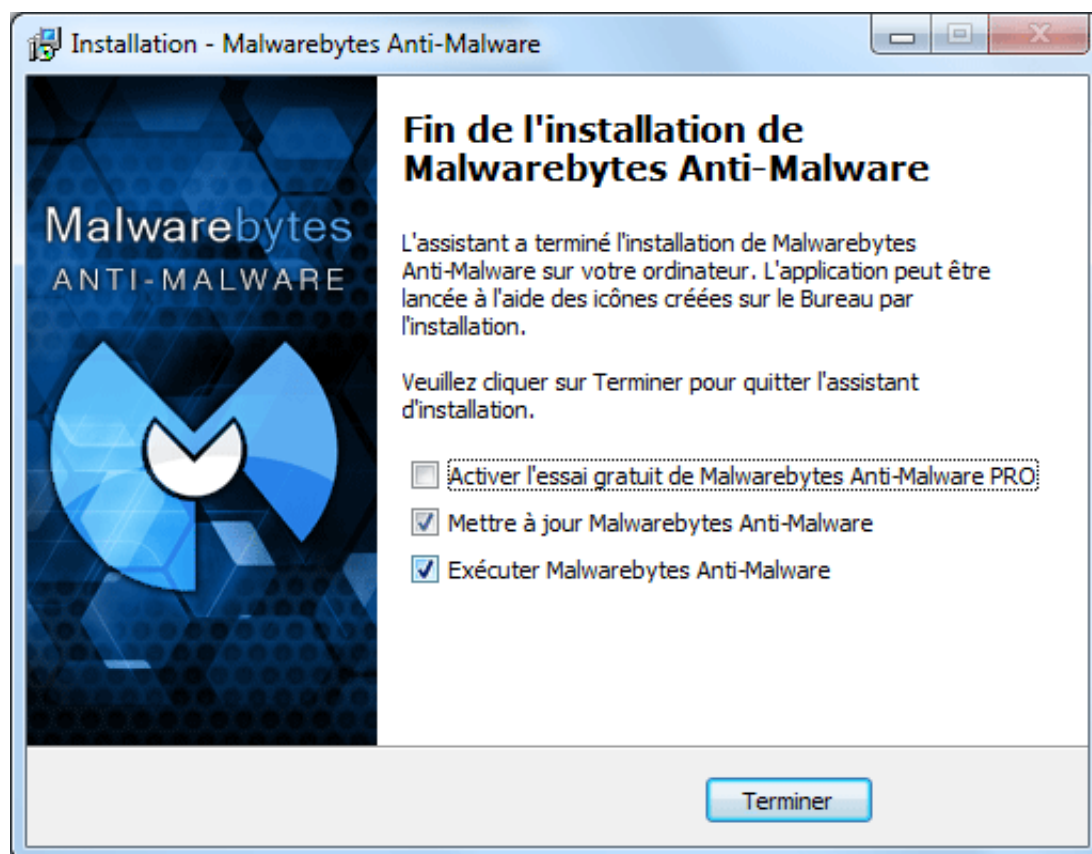 Installation - Malwarebytes Anti-Malware
Malwarebytes
ANTI-MALWARE
Fin de l'installation de
Malwarebytes Anti-Malware
L'assistant a terminé l'installation de Malwarebytes
Anti-Malware sur votre ordinateur. L'application peut être
lancée à l'aide des icônes créées sur le Bureau par
l'installation.
Veuillez cliquer sur Terminer pour quitter l'assistant
d'installation.
Activer l'essai gratuit de Malwarebytes Anti-Malware PRO
Mettre à jour Malwarebytes Anti-Malware
Exécuter Malwarebytes Anti-Malware
Terminer